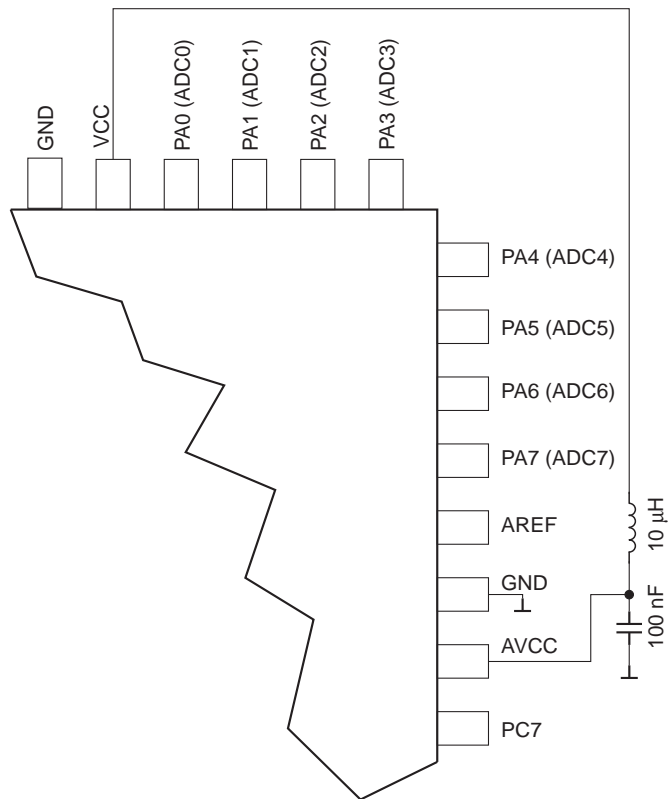 GND
VCC
PA0 (ADC0)
PA1 (ADC1)
PA2 (ADC2)
PA3 (ADC3)
PA4 (ADC4)
PA5 (ADC5)
PA6 (ADC6)
PA7 (ADC7)
AREF
GND
AVCC
PC7
10 μH
100 nF